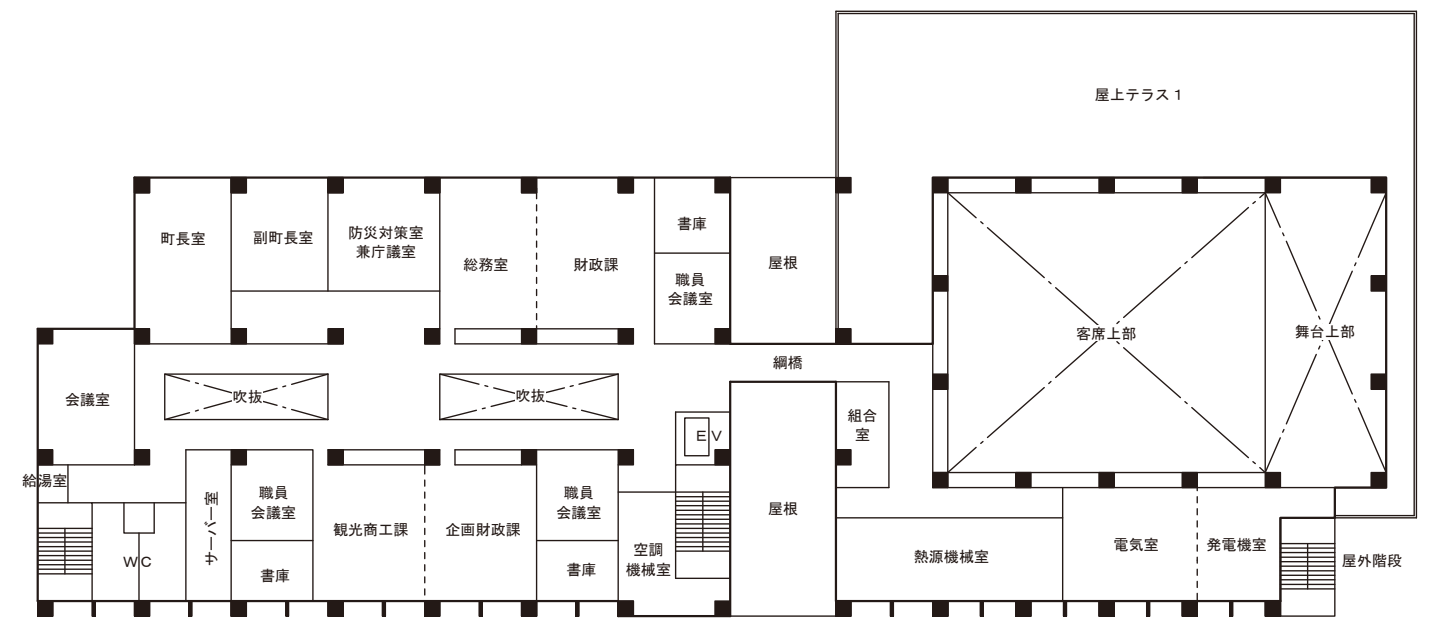 屋上テラス 1
町長室
副町長室
防災対策室
兼庁議室
総務室
財政課
書庫
職員
会議室
屋根
客席上部
舞台上部
綱橋
会議室
吹抜
吹抜
EV
組合
室
給湯室
WC
サーバー室
職員
会議室
書庫
観光商工課
企画財政課
職員
会議室
書庫
空調
機械室
屋根
熱源機械室
電気室
発電機室
屋外階段